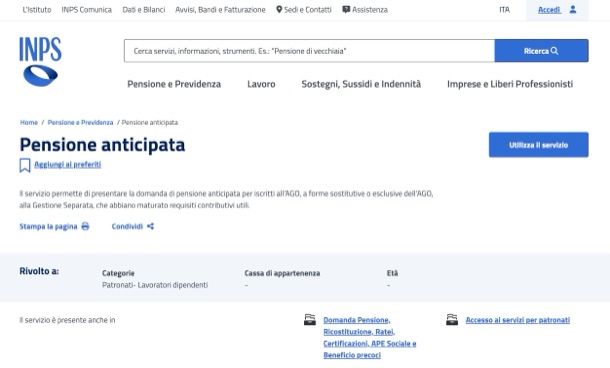 L'Istituto INPS Comunica Dati e Bilanci Avvisi, Bandi e Fatturazione Sedi e Contatti Assistenza ITA Accedi
INPS
Cerca servizi, informazioni, strumenti. Es.: "Pensione di vecchiaia" Ricerca
Pensione e Previdenza Lavoro Sostegni, Sussidi e Indennità Imprese e Liberi Professionisti
Home / Pensione e Previdenza / Pensione anticipata
Pensione anticipata
Utilizza il servizio
Aggiungi ai preferiti
Il servizio permette di presentare la domanda di pensione anticipata per iscritti all'AGO, a forme sostitutive o esclusive dell'AGO,
alla Gestione Separata, che abbiano maturato requisiti contributivi utili.
Stampa la pagina Condividi
Rivolto a:
Categorie Cassa di appartenenza Età
Patronati- Lavoratori dipendenti - -
Il servizio è presente anche in
Domanda Pensione,
Ricostituzione, Ratei,
Certificazioni, APE Sociale e
Beneficio precoci
Accesso ai servizi per patronati